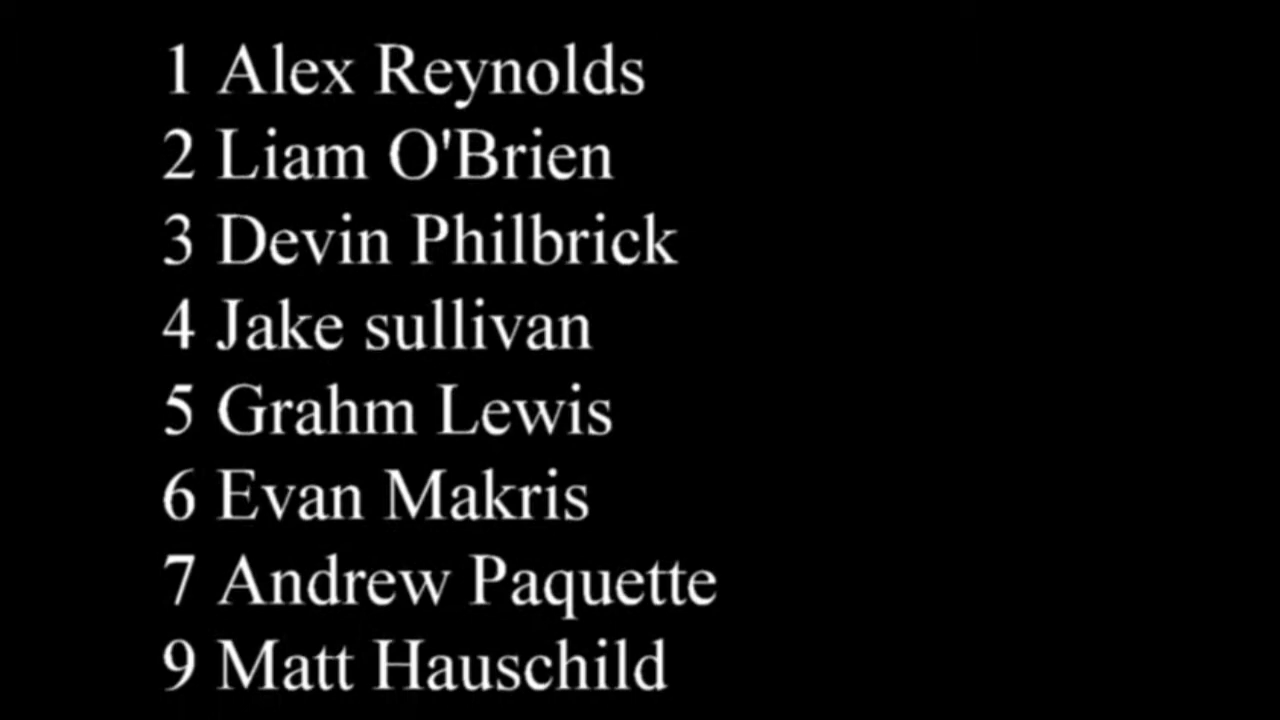 1 Alex Reynolds
2 Liam O'Brien
3 Devin Philbrick
4 Jake sullivan
5 Grahm Lewis
6 Evan Makris
7 Andrew Paquette
9 Matt Hauschild